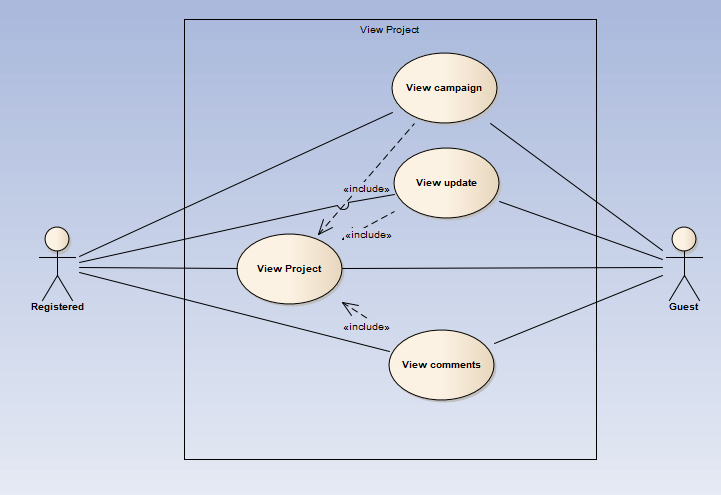 View Project
View campaign
View update
«include»
«include»
View Project
Registered
Guest
«include»
View comments